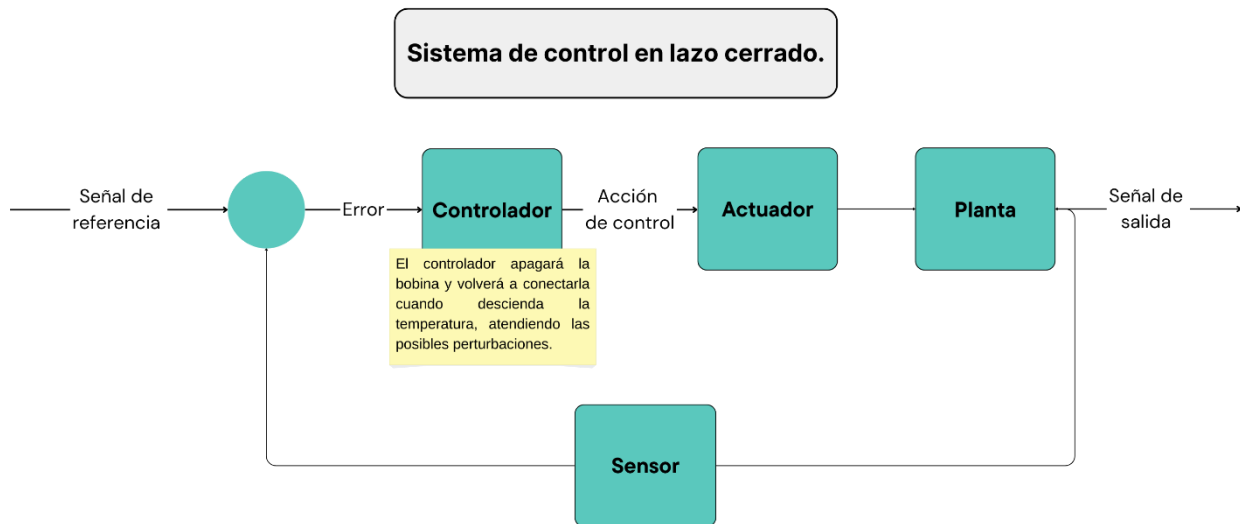 Sistema de control en lazo cerrado.
Señal de
referencia
Error
Controlador
Acción
de control
Actuador
Planta
Señal de
salida
El controlador apagará la
bobina y volverá a conectarla
cuando descienda la
temperatura, atendiendo las
posibles perturbaciones.
Sensor